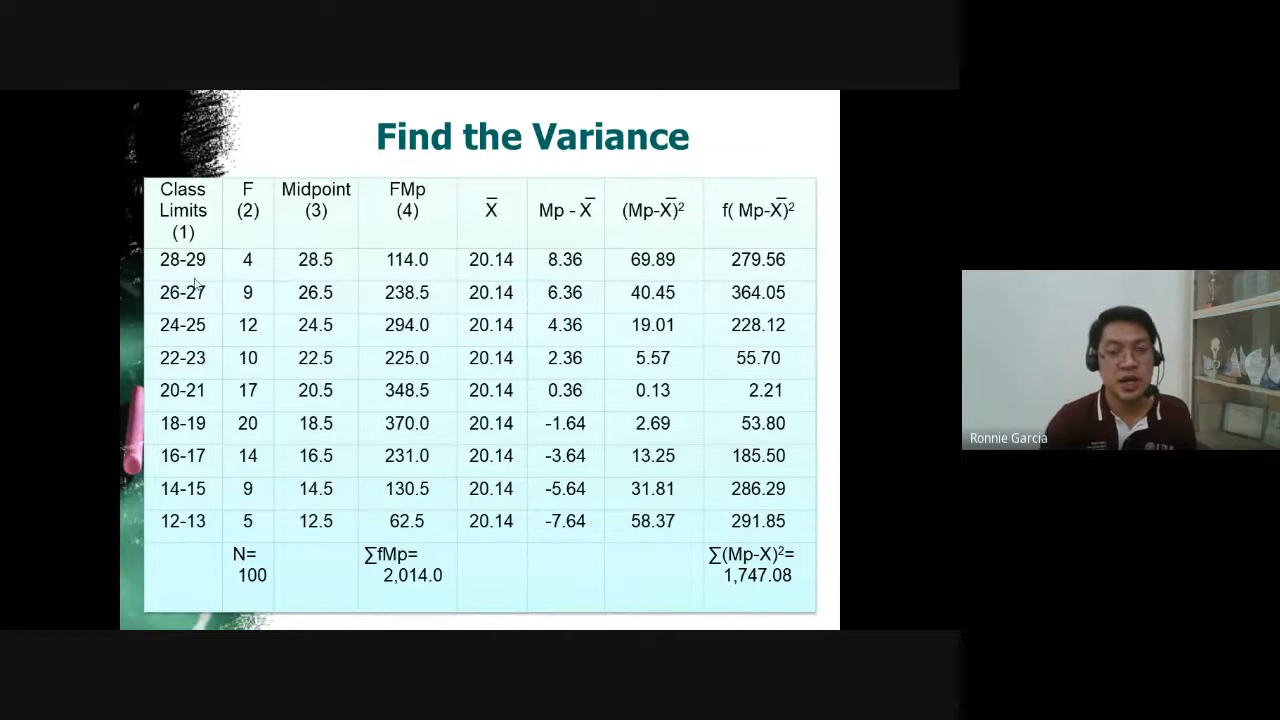 Find the Variance
Class Limits (1) F (2) Midpoint (3) FMp (4) X̅ Mp - X̅ (Mp-X̅)² f( Mp-X̅)²
28-29 4 28.5 114.0 20.14 8.36 69.89 279.56
26-27 9 26.5 238.5 20.14 6.36 40.45 364.05
24-25 12 24.5 294.0 20.14 4.36 19.01 228.12
22-23 10 22.5 225.0 20.14 2.36 5.57 55.70
20-21 17 20.5 348.5 20.14 0.36 0.13 2.21
18-19 20 18.5 370.0 20.14 -1.64 2.69 53.80
16-17 14 16.5 231.0 20.14 -3.64 13.25 185.50
14-15 9 14.5 130.5 20.14 -5.64 31.81 286.29
12-13 5 12.5 62.5 20.14 -7.64 58.37 291.85
N= ∑fMp= ∑(Mp-X)²=
100 2,014.0 1,747.08
Ronnie Garcia